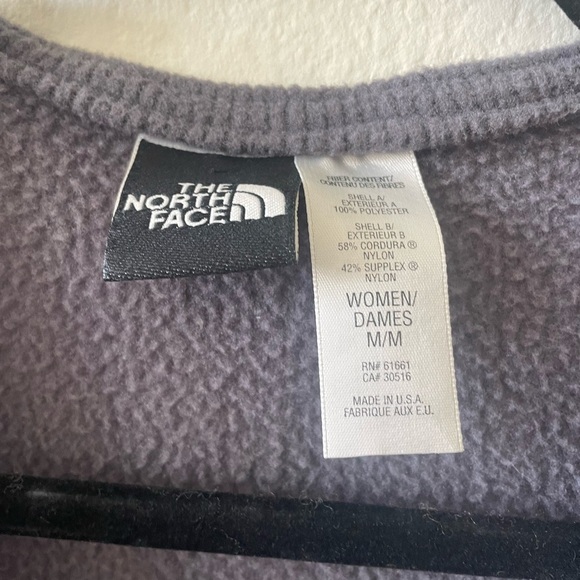 THE
NORTH
FACE
FIBER CONTENT/
CONTENU DES FIBRES
SHELL A/
EXTERIEUR A
100% POLYESTER
SHELL B/
EXTERIEUR B
58% CORDURA ®
NYLON
42% SUPPLEX ®
NYLON
WOMEN/
DAMES
M/M
RN# 61661
CA# 30516
MADE IN U.S.A.
FABRIQUE AUX E.U.